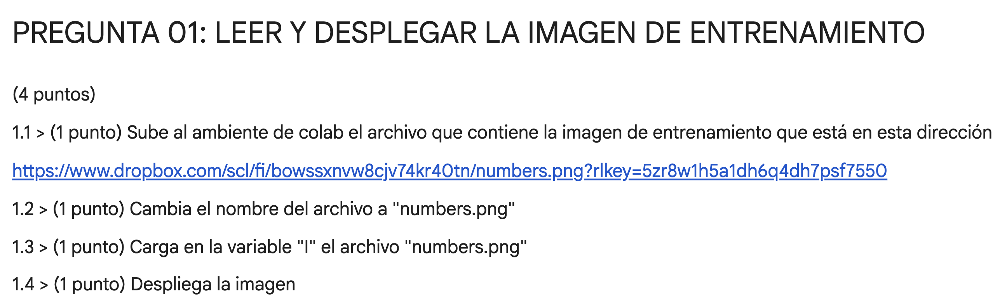 PREGUNTA 01: LEER Y DESPLEGAR LA IMAGEN DE ENTRENAMIENTO
(4 puntos)
1.1 > (1 punto) Sube al ambiente de colab el archivo que contiene la imagen de entrenamiento que está en esta dirección
https://www.dropbox.com/scl/fi/bowssxnvw8cjv74kr40tn/numbers.png?rlkey=5zr8w1h5a1dh6q4dh7psf7550
1.2 > (1 punto) Cambia el nombre del archivo a "numbers.png"
1.3 > (1 punto) Carga en la variable "I" el archivo "numbers.png"
1.4 > (1 punto) Despliega la imagen